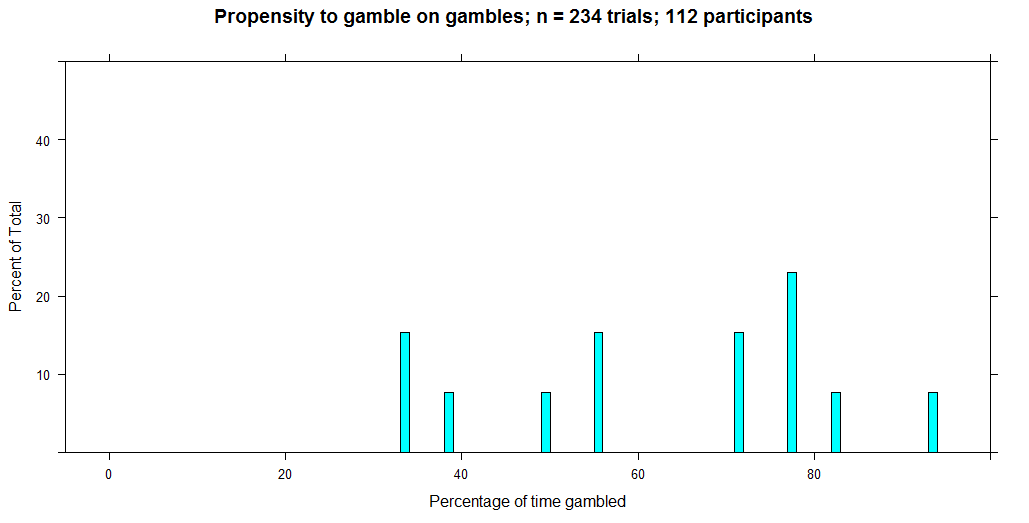 Propensity to gamble on gambles; n = 234 trials; 112 participants
Percent of Total
40
30
20
10
0 20 40 60 80
Percentage of time gambled